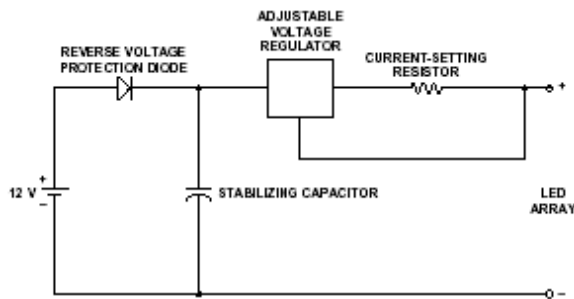 ADJUSTABLE
VOLTAGE
REGULATOR
REVERSE VOLTAGE
PROTECTION DIODE
CURRENT-SETTING
RESISTOR
+
+
12 V
–
STABILIZING CAPACITOR
LED
ARRAY
–